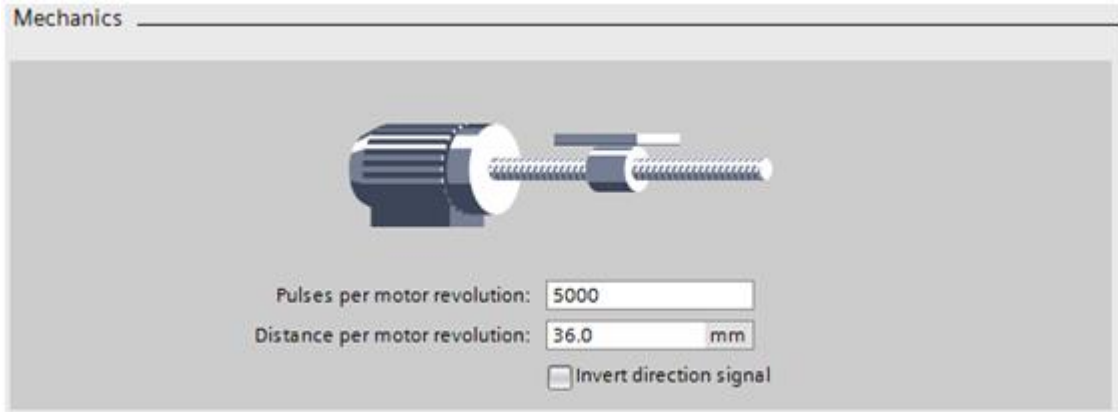 Mechanics
Pulses per motor revolution: 5000
Distance per motor revolution: 36.0 mm
Invert direction signal